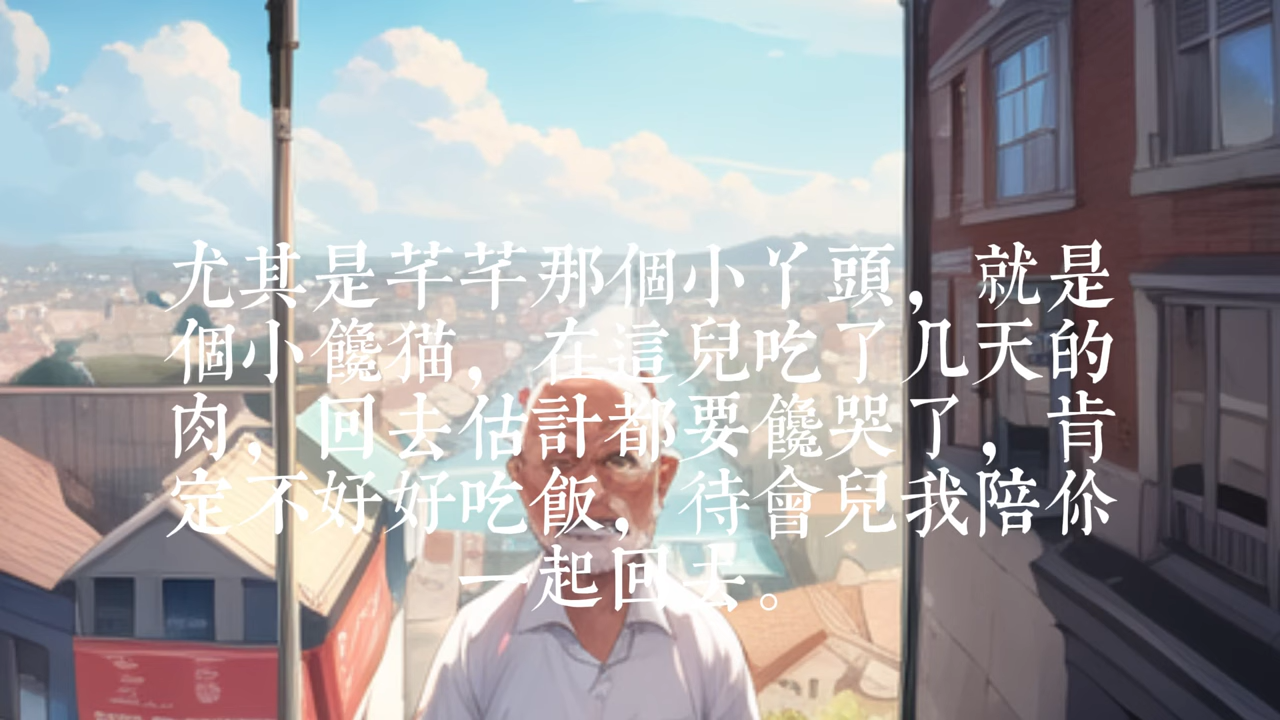 尤其是芊芊那個小丫頭，就是
個小饞猫，在這兒吃了几天的
肉，回去估計都要饞哭了，肯
定不好好吃飯，待會兒我陪你
一起回去。